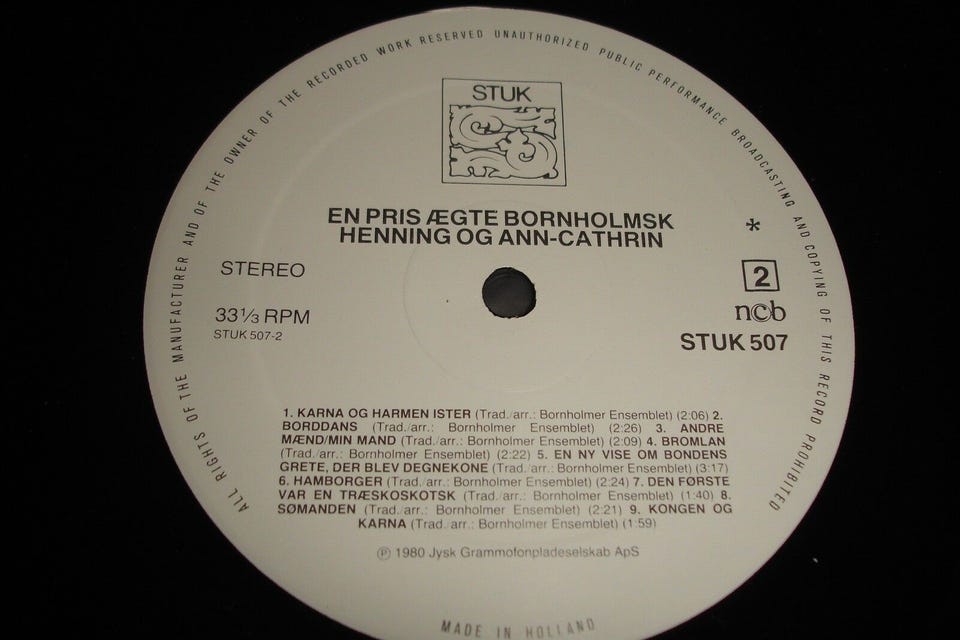 ALL RIGHTS OF THE MANUFACTURER AND OF THE OWNER OF THE RECORDED WORK RESERVED UNAUTHORIZED PUBLIC PERFORMANCE BROADCASTING AND COPYING OF THIS RECORD PROHIBITED
STUK
EN PRIS ÆGTE BORNHOLMSK
HENNING OG ANN-CATHRIN
*
STEREO
2
33 1/3 RPM
ncb
STUK 507-2
STUK 507
1. KARNA OG HARMEN ISTER (Trad./arr.: Bornholmer Ensemblet) (2:06) 2.
BORDDANS (Trad./arr.: Bornholmer Ensemblet) (2:26) 3. ANDRE
MÆND/MIN MAND (Trad./arr.: Bornholmer Ensemblet) (2:09) 4. BROMLAN
(Trad./arr.: Bornholmer Ensemblet) (2:22) 5. EN NY VISE OM BONDENS
GRETE, DER BLEV DEGNEKONE (Trad./arr.: Bornholmer Ensemblet) (3:17)
6. HAMBORGER (Trad./arr.: Bornholmer Ensemblet) (2:24) 7. DEN FØRSTE
VAR EN TRÆSKOSKOTSK (Trad./arr.: Bornholmer Ensemblet) (1:40) 8.
SØMANDEN (Trad./arr.: Bornholmer Ensemblet) (2:21) 9. KONGEN OG
KARNA (Trad./arr.: Bornholmer Ensemblet) (1:59)
℗ 1980 Jysk Grammofonpladeselskab ApS
MADE IN HOLLAND